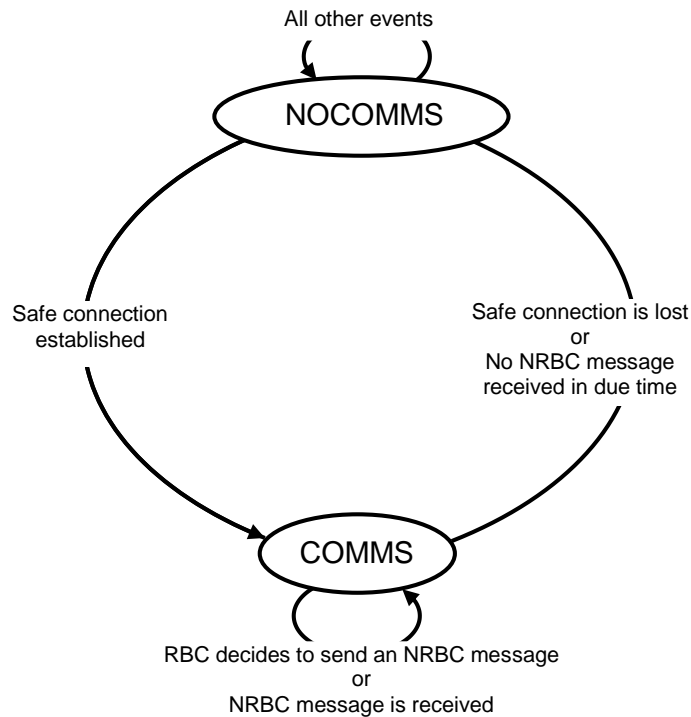 All other events
NOCOMMS
Safe connection
established
Safe connection is lost
or
No NRBC message
received in due time
COMMS
RBC decides to send an NRBC message
or
NRBC message is received